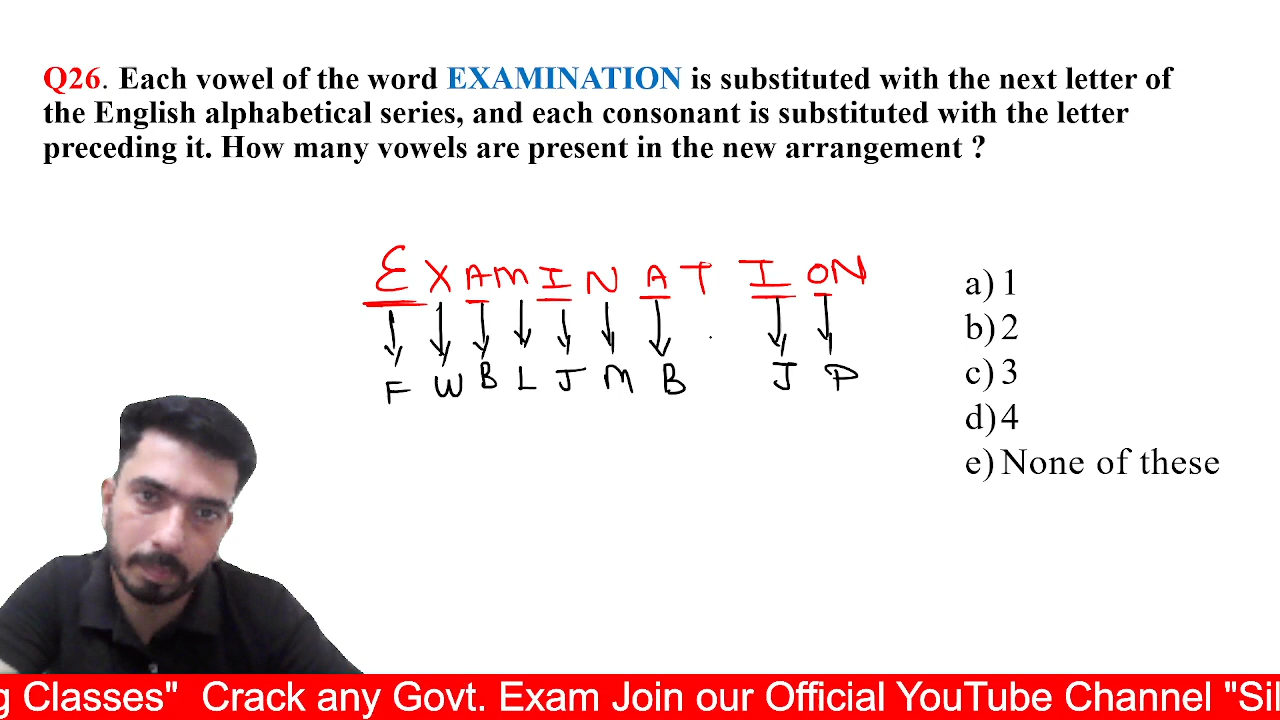 Q26. Each vowel of the word EXAMINATION is substituted with the next letter of
the English alphabetical series, and each consonant is substituted with the letter
preceding it. How many vowels are present in the new arrangement ?
E X A M I N A T I O N
F W B L J M B J P
a) 1
b) 2
c) 3
d) 4
e) None of these
g Classes" Crack any Govt. Exam Join our Official YouTube Channel "Sil